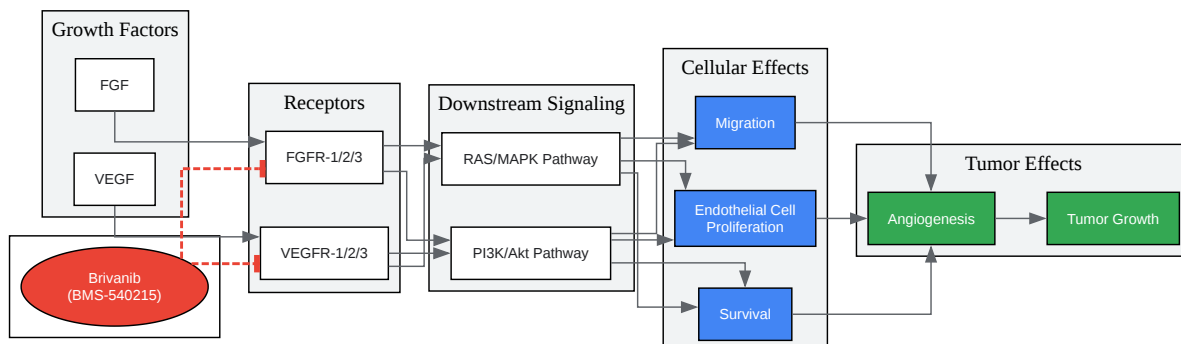 Growth Factors
FGF
VEGF
Brivanib
(BMS-540215)
Receptors
FGFR-1/2/3
VEGFR-1/2/3
Downstream Signaling
RAS/MAPK Pathway
PI3K/Akt Pathway
Cellular Effects
Migration
Endothelial Cell
Proliferation
Survival
Tumor Effects
Angiogenesis
Tumor Growth